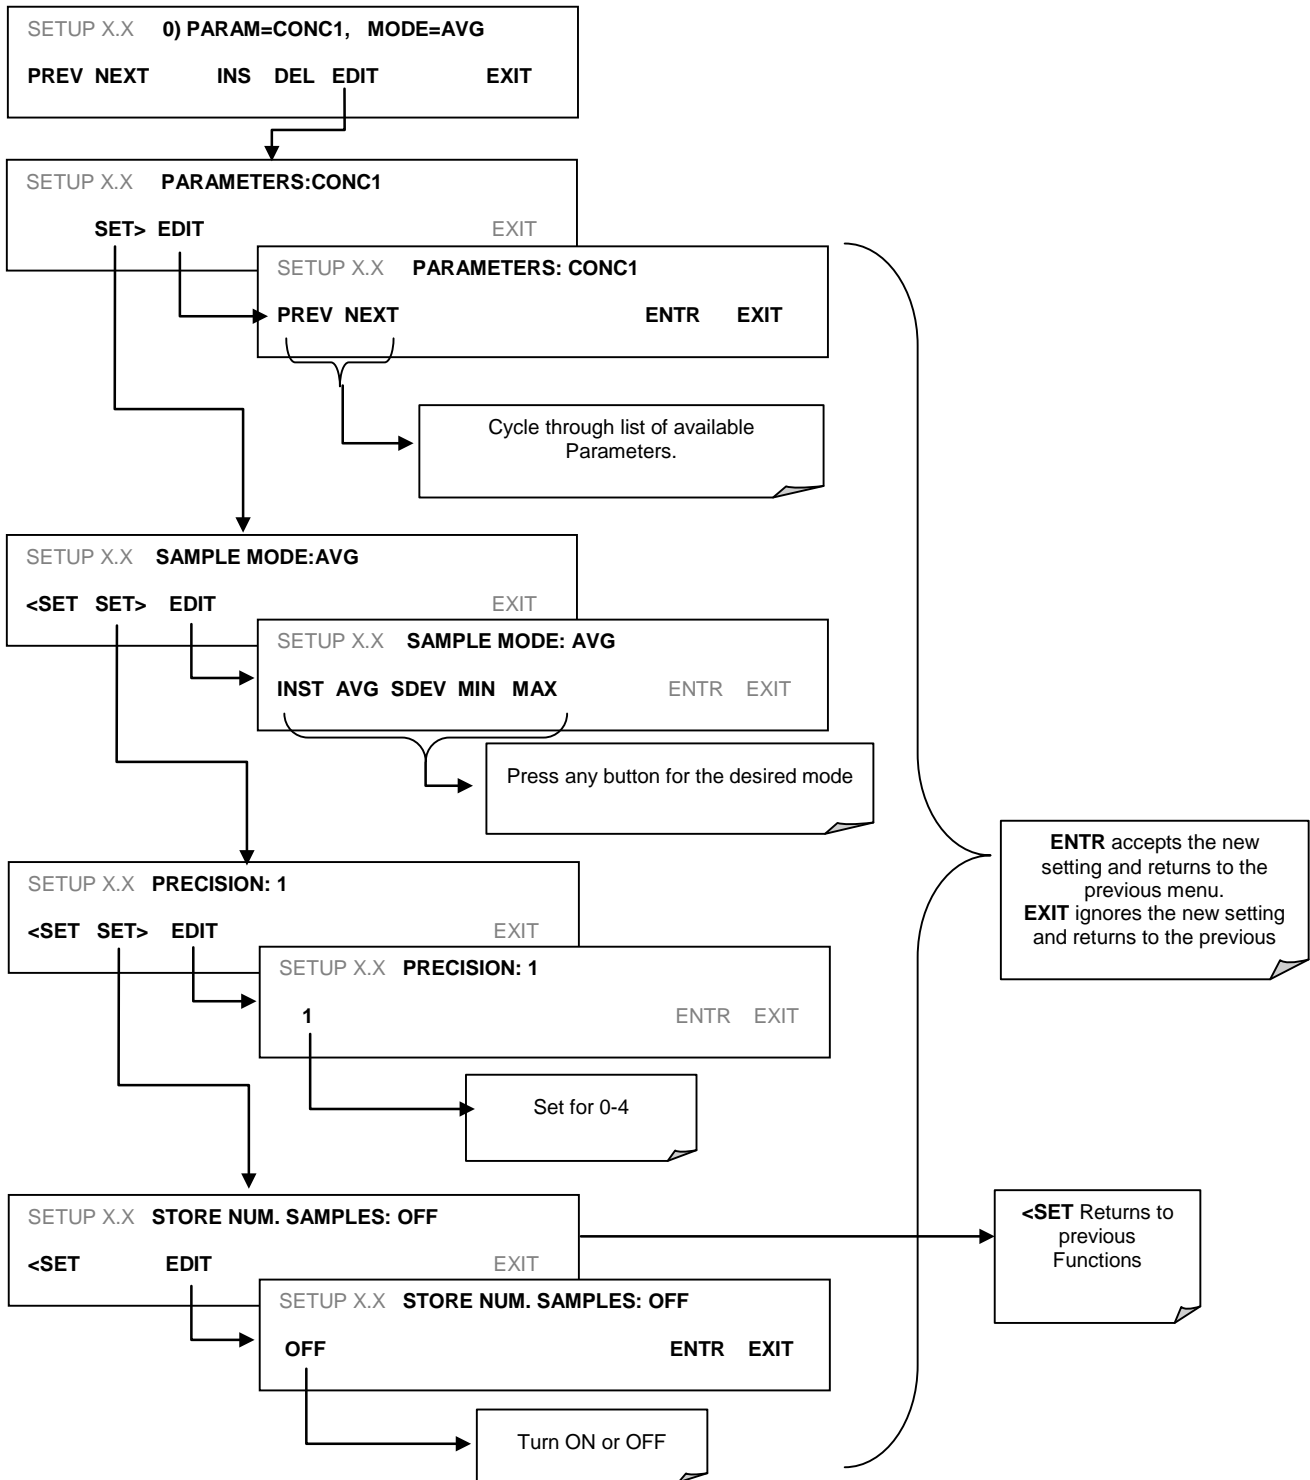 SETUP X.X 0) PARAM=CONC1, MODE=AVG
PREV NEXT INS DEL EDIT EXIT
SETUP X.X PARAMETERS:CONC1
SET> EDIT EXIT
SETUP X.X PARAMETERS: CONC1
PREV NEXT ENTR EXIT
Cycle through list of available
Parameters.
SETUP X.X SAMPLE MODE:AVG
<SET SET> EDIT EXIT
SETUP X.X SAMPLE MODE: AVG
INST AVG SDEV MIN MAX ENTR EXIT
Press any button for the desired mode
ENTR accepts the new
setting and returns to the
previous menu.
EXIT ignores the new setting
and returns to the previous
SETUP X.X PRECISION: 1
<SET SET> EDIT EXIT
SETUP X.X PRECISION: 1
1 ENTR EXIT
Set for 0-4
SETUP X.X STORE NUM. SAMPLES: OFF
<SET EDIT EXIT
<SET Returns to
previous
Functions
SETUP X.X STORE NUM. SAMPLES: OFF
OFF ENTR EXIT
Turn ON or OFF